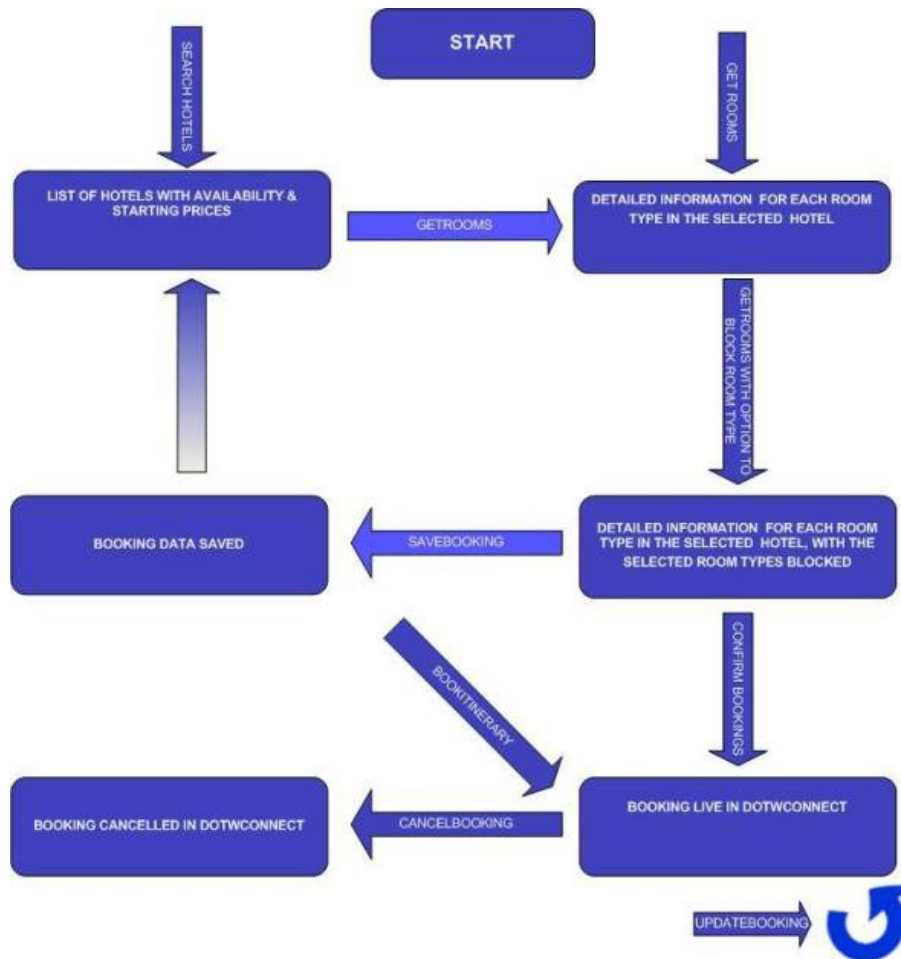 START
SEARCH HOTELS
GET ROOMS
LIST OF HOTELS WITH AVAILABILITY &
STARTING PRICES
GETROOMS
DETAILED INFORMATION FOR EACH ROOM
TYPE IN THE SELECTED HOTEL
GETROOMS WITH OPTION TO
BLOCK ROOM TYPE
BOOKING DATA SAVED
SAVEBOOKING
DETAILED INFORMATION FOR EACH ROOM
TYPE IN THE SELECTED HOTEL, WITH THE
SELECTED ROOM TYPES BLOCKED
BOOKITINERARY
CONFIRM BOOKINGS
BOOKING CANCELLED IN DOTWCONNECT
CANCELBOOKING
BOOKING LIVE IN DOTWCONNECT
UPDATEBOOKING